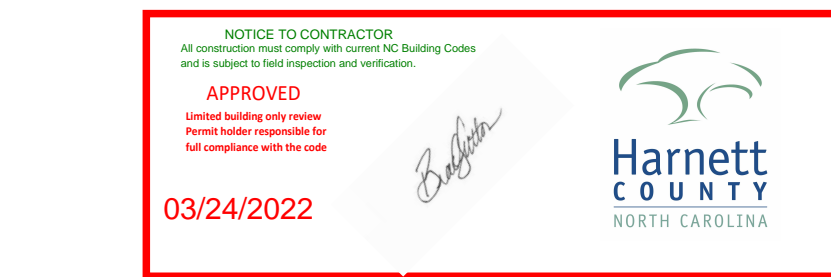 NOTICE TO CONTRACTOR
All construction must comply with current NC Building Codes
and is subject to field inspection and verification.
APPROVED
Limited building only review
Permit holder responsible for
full compliance with the code
03/24/2022
Harnett
COUNTY
NORTH CAROLINA